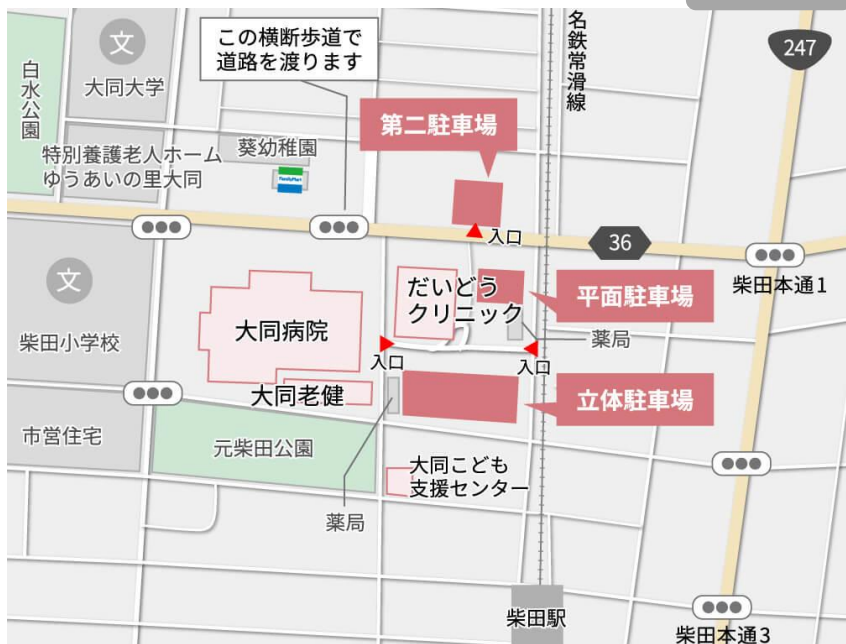 この横断歩道で
道路を渡ります
名鉄常滑線
247
文
大同大学
白水公園
第二駐車場
特別養護老人ホーム
ゆうあいの里大同
葵幼稚園
FamilyMart
入口
36
柴田本通1
文
柴田小学校
大同病院
だいどう
クリニック
平面駐車場
薬局
入口
入口
大同老健
立体駐車場
市営住宅
元柴田公園
大同こども
支援センター
薬局
柴田駅
柴田本通3